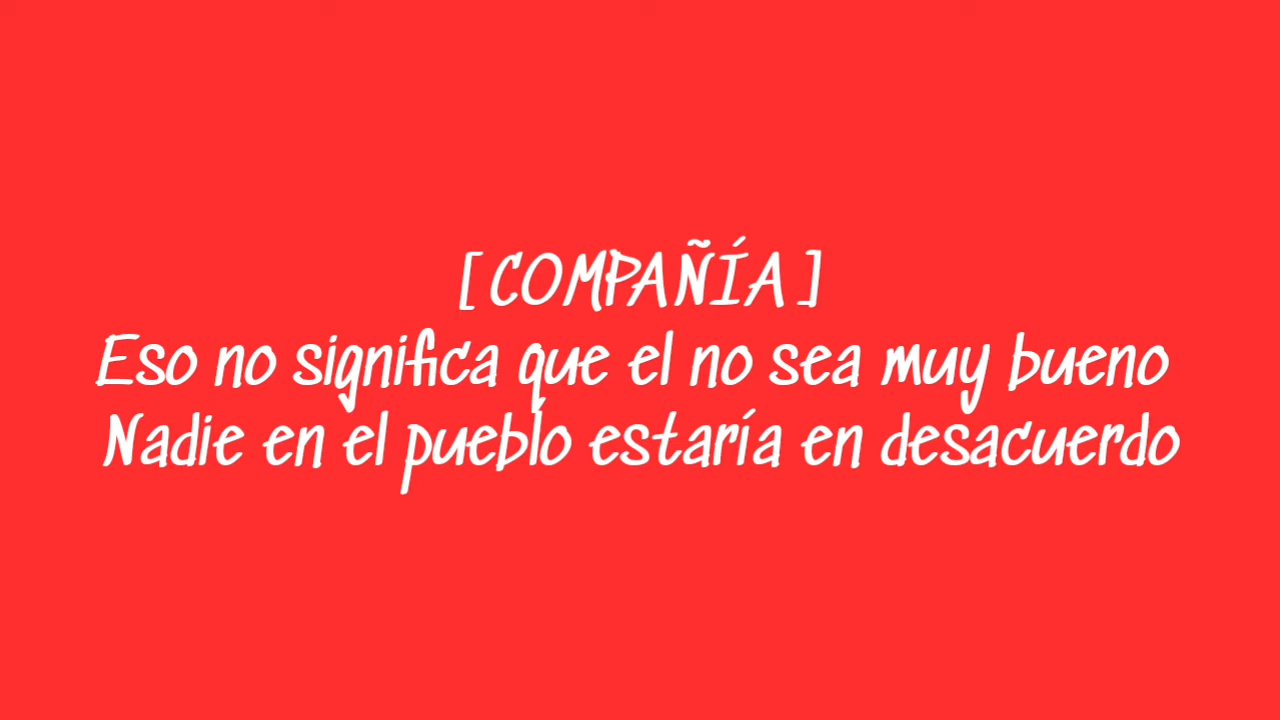 [COMPAÑÍA]
Eso no significa que el no sea muy bueno
Nadie en el pueblo estaría en desacuerdo